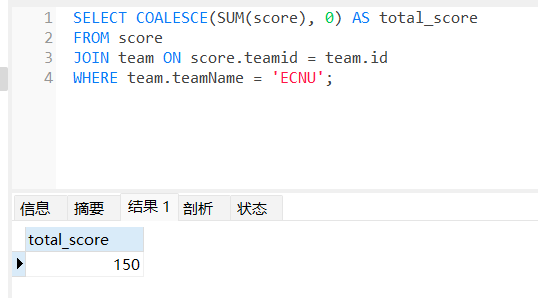 1 SELECT COALESCE(SUM(score), 0) AS total_score
2 FROM score
3 JOIN team ON score.teamid = team.id
4 WHERE team.teamName = 'ECNU';
信息 摘要 结果 1 剖析 状态
total_score
150